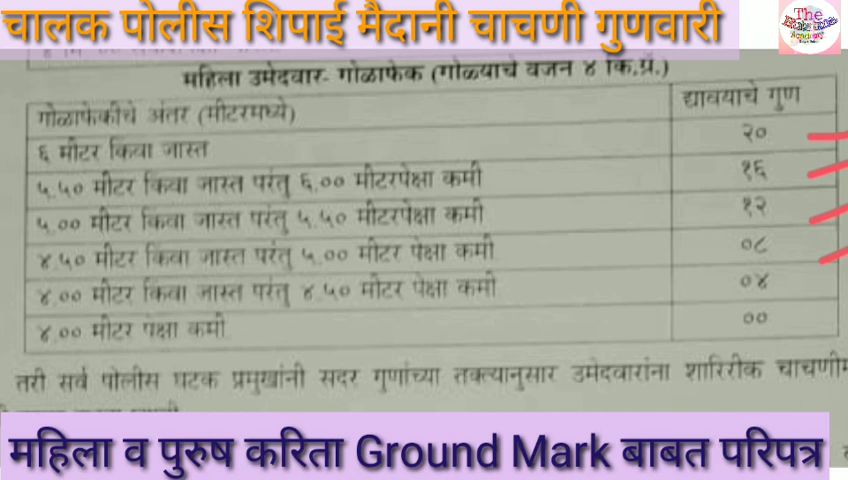 चालक पोलीस शिपाई मैदानी चाचणी गुणवारी
The
Academy
महिला उमेदवार- गोळाफेक (गोळ्याचे वजन ४ कि.ग्रॅ.)
गोळाफेकीचे अंतर (मीटरमध्ये) द्यावयाचे गुण
६ मीटर किंवा जास्त २०
५.५० मीटर किंवा जास्त परंतु ६.०० मीटरपेक्षा कमी १६
५.०० मीटर किंवा जास्त परंतु ५.५० मीटरपेक्षा कमी १२
४.५० मीटर किंवा जास्त परंतु ५.०० मीटर पेक्षा कमी ०८
४.०० मीटर किंवा जास्त परंतु ४.५० मीटर पेक्षा कमी ०४
४.०० मीटर पेक्षा कमी ००
तरी सर्व पोलीस घटक प्रमुखांनी सदर गुणांच्या तक्त्यानुसार उमेदवारांना शारिरीक
महिला व पुरुष करिता Ground Mark बाबत परिपत्र